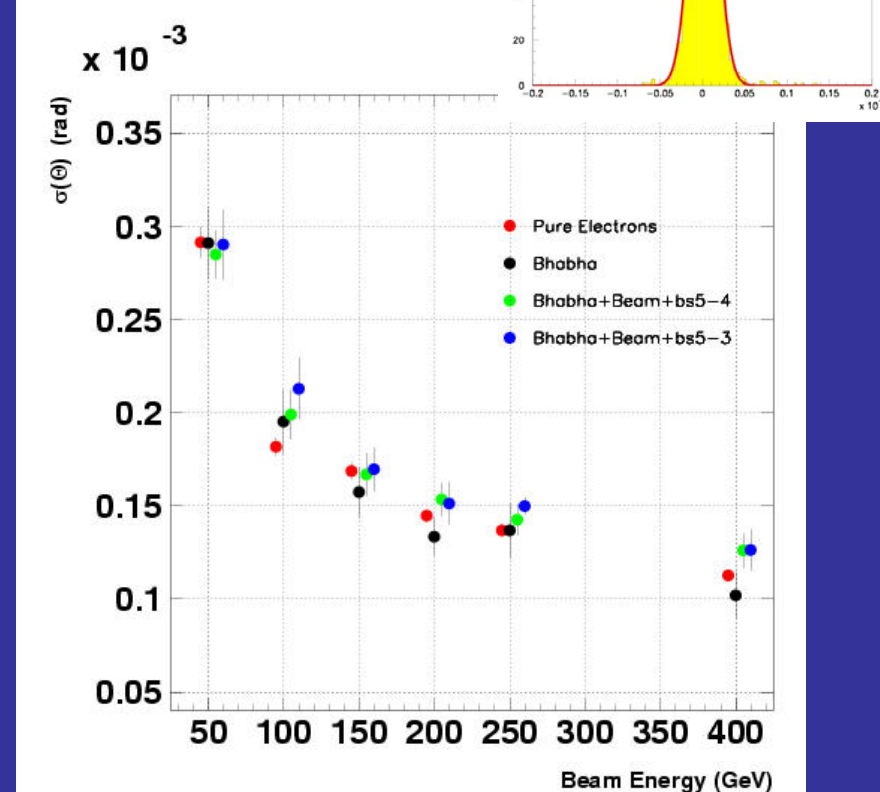 20
0
-0.2 -0.15 -0.1 -0.05 0 0.05 0.1 0.15 0.2
x 10
x 10 -3
σ(Θ) (rad)
0.35
0.3
0.25
0.2
0.15
0.1
0.05
Pure Electrons
Bhabha
Bhabha+Beam+bs5-4
Bhabha+Beam+bs5-3
50 100 150 200 250 300 350 400
Beam Energy (GeV)